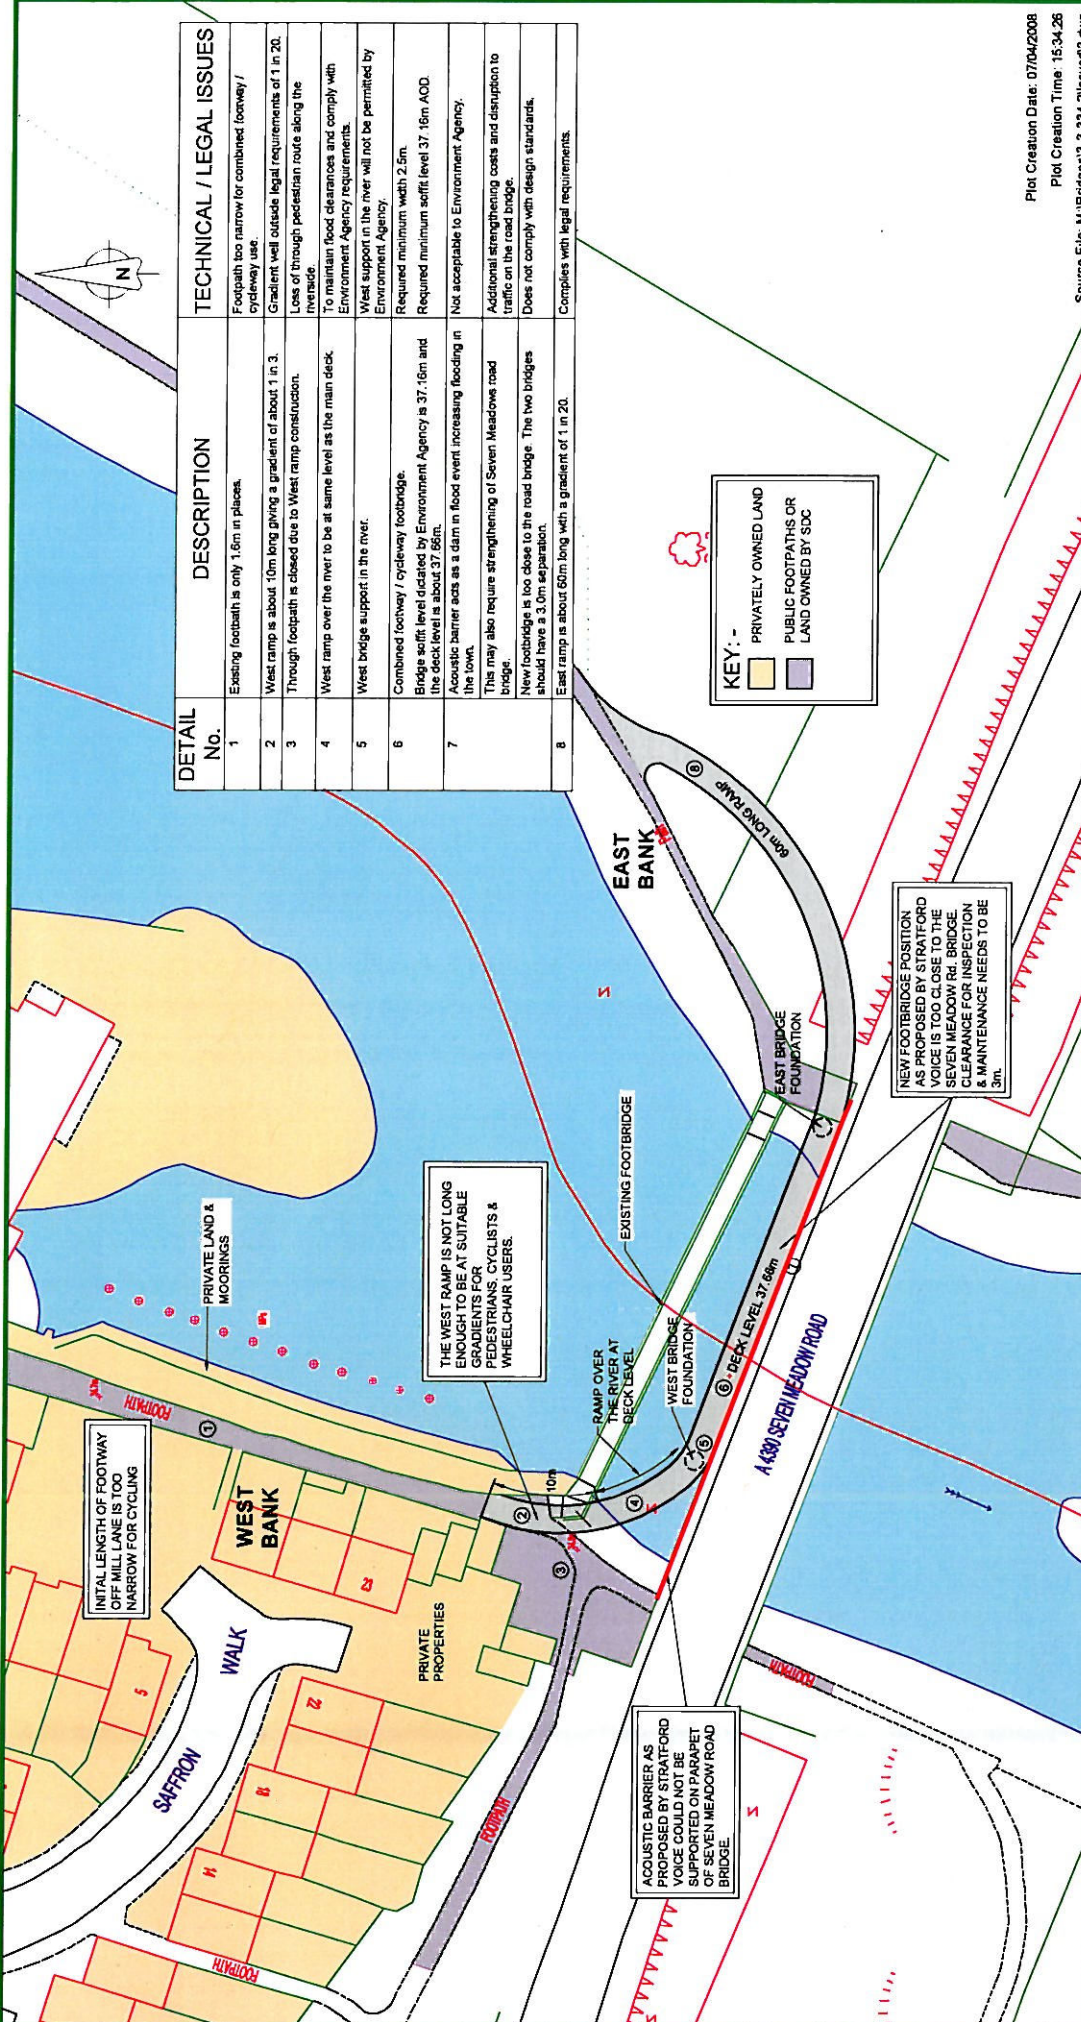 DETAIL No.
DESCRIPTION
TECHNICAL / LEGAL ISSUES
1
Existing footbath is only 1.6m in places.
Footpath too narrow for combined footway /
cycleway use.
2
West ramp is about 10m long giving a gradient of about 1 in 3.
Gradient well outside legal requirements of 1 in 20.
3
Through footpath is closed due to West ramp construction.
Loss of through pedestrian route along the
riverside.
4
West ramp over the river to be at same level as the main deck.
To maintain flood clearances and comply with
Environment Agency requirements.
5
West bridge support in the river.
West support in the river will not be permitted by
Environment Agency.
6
Combined footway / cycleway footbridge.
Required minimum width 2.5m.
Bridge soffit level dictated by Environment Agency is 37.16m and
the deck level is about 37.66m.
Required minimum soffit level 37.16m AOD.
7
Acoustic barrier acts as a dam in flood event increasing flooding in
the town.
Not acceptable to Environment Agency.
This may also require strengthening of Seven Meadows road
bridge.
Additional strengthening costs and disruption to
traffic on the road bridge.
New footbridge is too close to the road bridge. The two bridges
should have a 3.0m separation.
Does not comply with design standards.
8
East ramp is about 60m long with a gradient of 1 in 20.
Complies with legal requirements.
N
INITAL LENGTH OF FOOTWAY
OFF MILL LANE IS TOO
NARROW FOR CYCLING
PRIVATE LAND &
MOORINGS
FOOTPATH
1
WEST
BANK
5
SAFFRON
WALK
23
22
18
14
FOOTPATH
PRIVATE
PROPERTIES
THE WEST RAMP IS NOT LONG
ENOUGH TO BE AT SUITABLE
GRADIENTS FOR
PEDESTRIANS, CYCLISTS &
WHEELCHAIR USERS.
2
10m
3
4
5
FOOTPATH
RAMP OVER
THE RIVER AT
DECK LEVEL
EXISTING FOOTBRIDGE
WEST BRIDGE
FOUNDATION
6
DECK LEVEL 37.66m
7
EAST
BANK
EAST BRIDGE
FOUNDATION
60m LONG RAMP
8
A 4390 SEVEN MEADOW ROAD
FOOTPATH
ACOUSTIC BARRIER AS
PROPOSED BY STRATFORD
VOICE COULD NOT BE
SUPPORTED ON PARAPET
OF SEVEN MEADOW ROAD
BRIDGE.
NEW FOOTBRIDGE POSITION
AS PROPOSED BY STRATFORD
VOICE IS TOO CLOSE TO THE
SEVEN MEADOW Rd. BRIDGE.
CLEARANCE FOR INSPECTION
& MAINTENANCE NEEDS TO BE
3m.
KEY: -
PRIVATELY OWNED LAND
PUBLIC FOOTPATHS OR
LAND OWNED BY SDC
Plot Creation Date: 07/04/2008
Plot Creation Time: 15:34:26